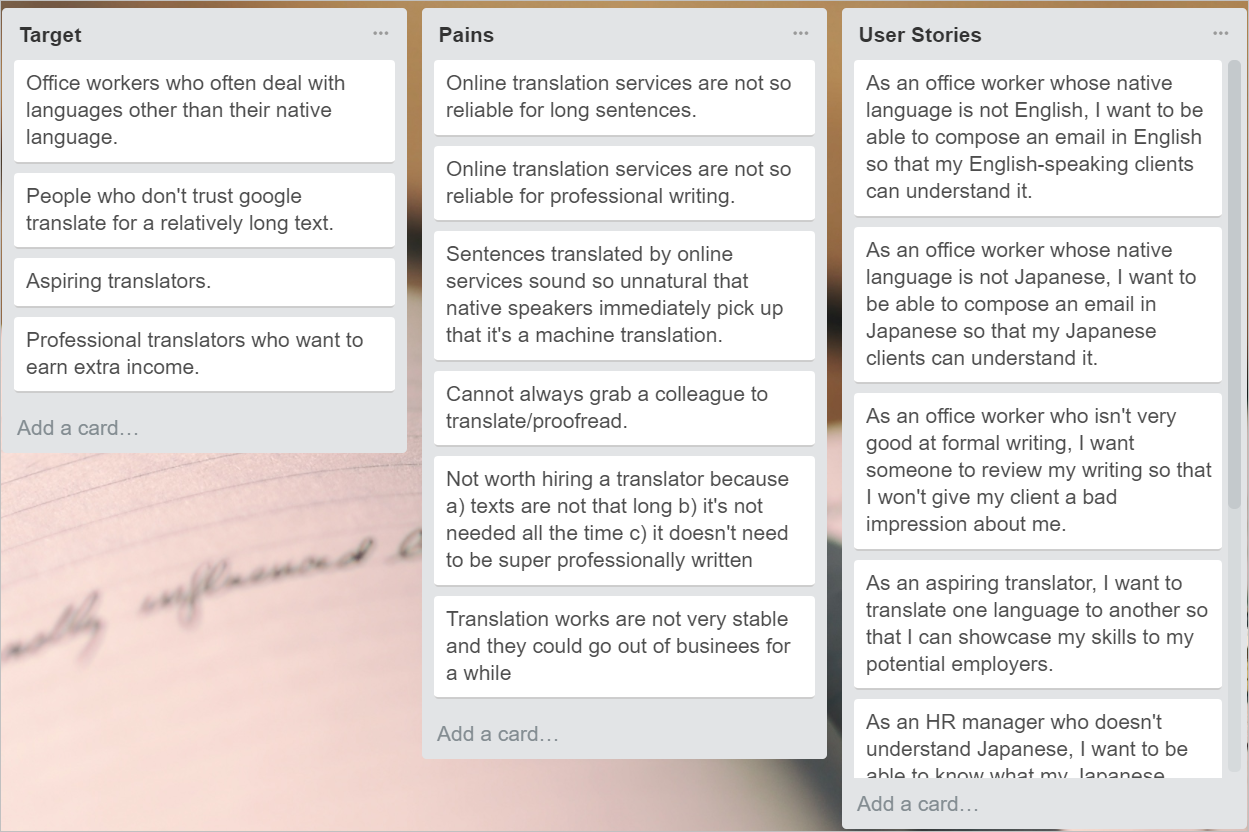 Target
Office workers who often deal with
languages other than their native
language.
People who don't trust google
translate for a relatively long text.
Aspiring translators.
Professional translators who want to
earn extra income.
Add a card…
Pains
Online translation services are not so
reliable for long sentences.
Online translation services are not so
reliable for professional writing.
Sentences translated by online
services sound so unnatural that
native speakers immediately pick up
that it's a machine translation.
Cannot always grab a colleague to
translate/proofread.
Not worth hiring a translator because
a) texts are not that long b) it's not
needed all the time c) it doesn't need
to be super professionally written
Translation works are not very stable
and they could go out of businees for
a while
Add a card…
User Stories
As an office worker whose native
language is not English, I want to be
able to compose an email in English
so that my English-speaking clients
can understand it.
As an office worker whose native
language is not Japanese, I want to
be able to compose an email in
Japanese so that my Japanese
clients can understand it.
As an office worker who isn't very
good at formal writing, I want
someone to review my writing so that
I won't give my client a bad
impression about me.
As an aspiring translator, I want to
translate one language to another so
that I can showcase my skills to my
potential employers.
As an HR manager who doesn't
understand Japanese, I want to be
able to know what my Japanese
Add a card…
influenced